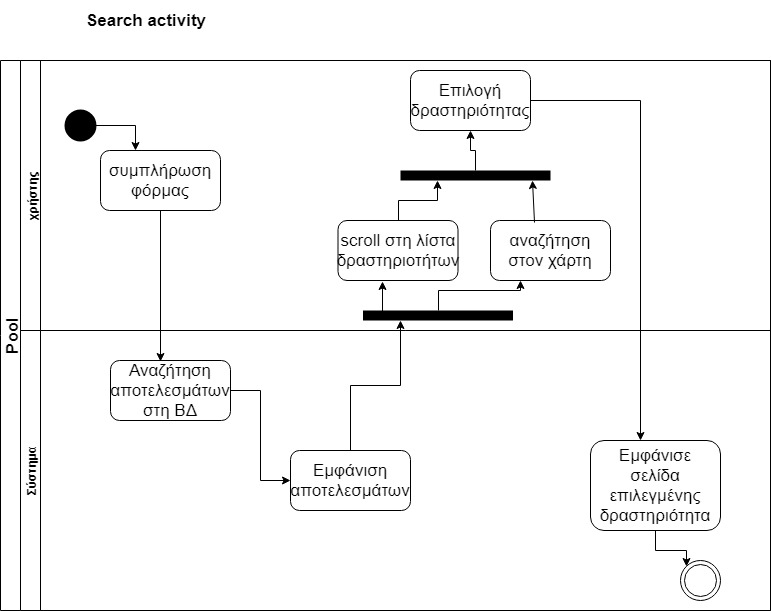 Search activity
Pool
χρήστης
Σύστημα
συμπλήρωση
φόρμας
Επιλογή
δραστηριότητας
scroll στη λίστα
δραστηριοτήτων
αναζήτηση
στον χάρτη
Αναζήτηση
αποτελεσμάτων
στη ΒΔ
Εμφάνιση
αποτελεσμάτων
Εμφάνισε
σελίδα
επιλεγμένης
δραστηριότητα